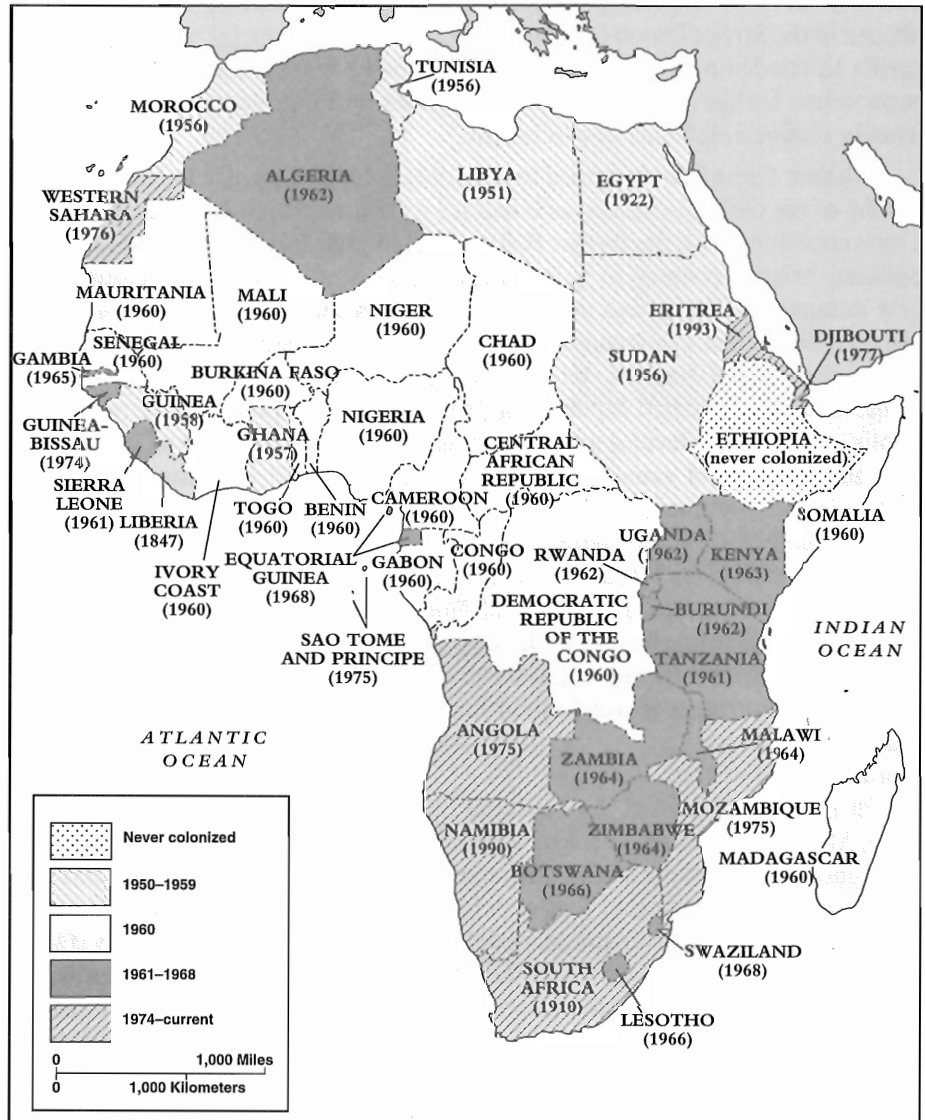 TUNISIA
(1956)
MOROCCO
(1956)
ALGERIA
(1962)
LIBYA
(1951)
EGYPT
(1922)
WESTERN
SAHARA
(1976)
MAURITANIA
(1960)
MALI
(1960)
NIGER
(1960)
CHAD
(1960)
SUDAN
(1956)
ERITREA
(1993)
DJIBOUTI
(1977)
SENEGAL
(1960)
GAMBIA
(1965)
BURKINA FASO
(1960)
GUINEA
(1958)
GUINEA-
BISSAU
(1974)
GHANA
(1957)
NIGERIA
(1960)
CENTRAL
AFRICAN
REPUBLIC
(1960)
ETHIOPIA
(never colonized)
SIERRA
LEONE
(1961)
LIBERIA
(1847)
TOGO
(1960)
BENIN
(1960)
CAMEROON
(1960)
SOMALIA
(1960)
IVORY
COAST
(1960)
EQUATORIAL
GUINEA
(1968)
GABON
(1960)
CONGO
(1960)
RWANDA
(1962)
UGANDA
(1962)
KENYA
(1963)
DEMOCRATIC
REPUBLIC
OF THE
CONGO
(1960)
BURUNDI
(1962)
SAO TOME
AND PRINCIPE
(1975)
TANZANIA
(1961)
INDIAN
OCEAN
ATLANTIC
OCEAN
ANGOLA
(1975)
ZAMBIA
(1964)
MALAWI
(1964)
MOZAMBIQUE
(1975)
NAMIBIA
(1990)
ZIMBABWE
(1964)
BOTSWANA
(1966)
MADAGASCAR
(1960)
SWAZILAND
(1968)
SOUTH
AFRICA
(1910)
LESOTHO
(1966)
Never colonized
1950–1959
1960
1961–1968
1974–current
0 1,000 Miles
0 1,000 Kilometers